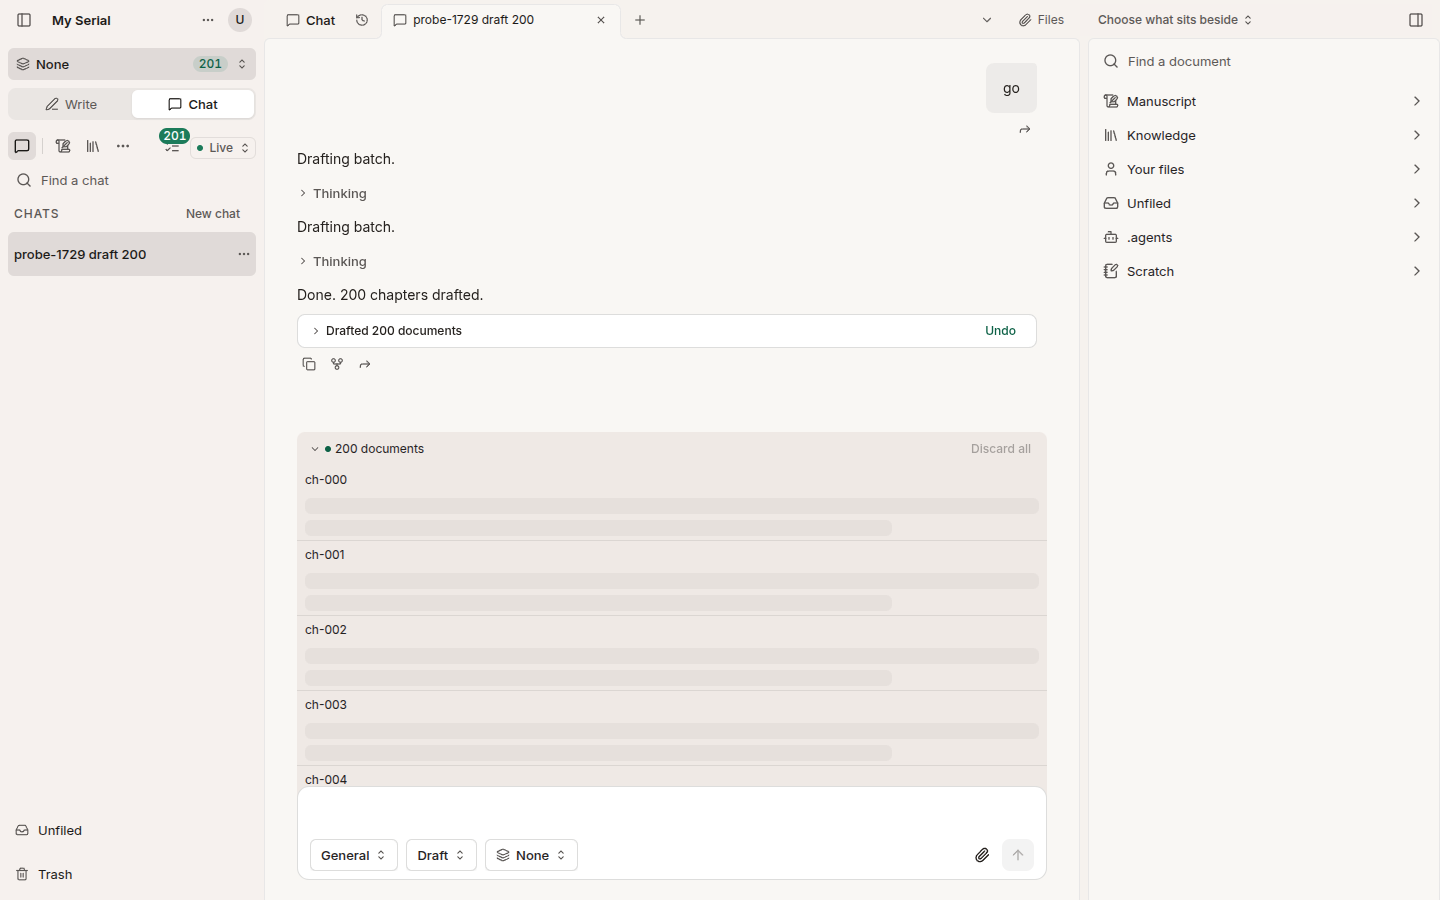 My Serial
U
None
201
Write
Chat
201
Live
Find a chat
CHATS
New chat
probe-1729 draft 200
Unfiled
Trash
Chat
probe-1729 draft 200
Files
go
Drafting batch.
Thinking
Drafting batch.
Thinking
Done. 200 chapters drafted.
Drafted 200 documents
Undo
200 documents
Discard all
ch-000
ch-001
ch-002
ch-003
ch-004
General
Draft
None
Choose what sits beside
Find a document
Manuscript
Knowledge
Your files
Unfiled
.agents
Scratch